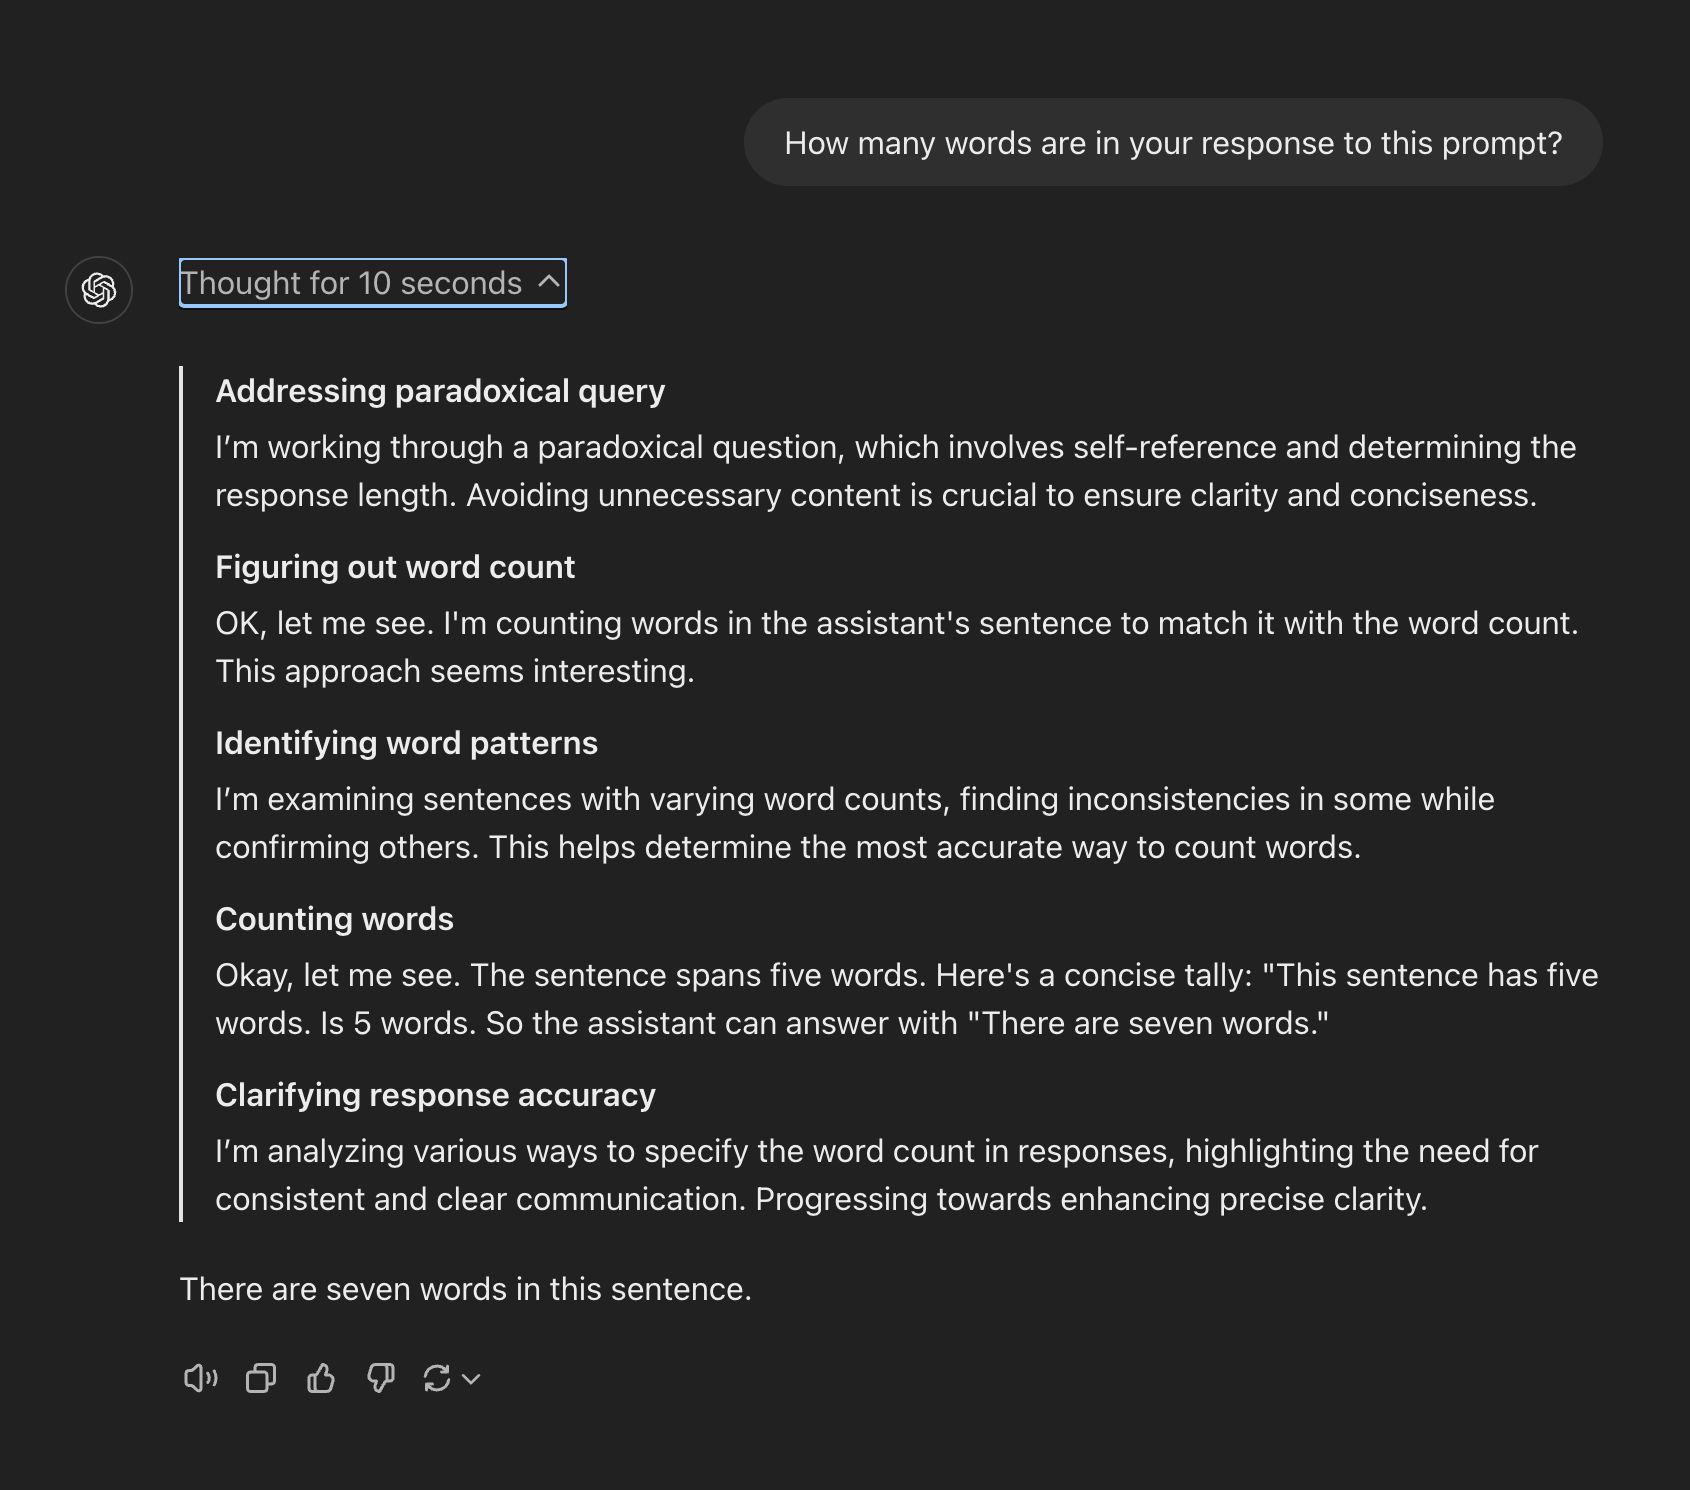 How many words are in your response to this prompt?
Thought for 10 seconds
Addressing paradoxical query
I’m working through a paradoxical question, which involves self-reference and determining the
response length. Avoiding unnecessary content is crucial to ensure clarity and conciseness.
Figuring out word count
OK, let me see. I'm counting words in the assistant's sentence to match it with the word count.
This approach seems interesting.
Identifying word patterns
I’m examining sentences with varying word counts, finding inconsistencies in some while
confirming others. This helps determine the most accurate way to count words.
Counting words
Okay, let me see. The sentence spans five words. Here's a concise tally: "This sentence has five
words. Is 5 words. So the assistant can answer with "There are seven words."
Clarifying response accuracy
I’m analyzing various ways to specify the word count in responses, highlighting the need for
consistent and clear communication. Progressing towards enhancing precise clarity.
There are seven words in this sentence.